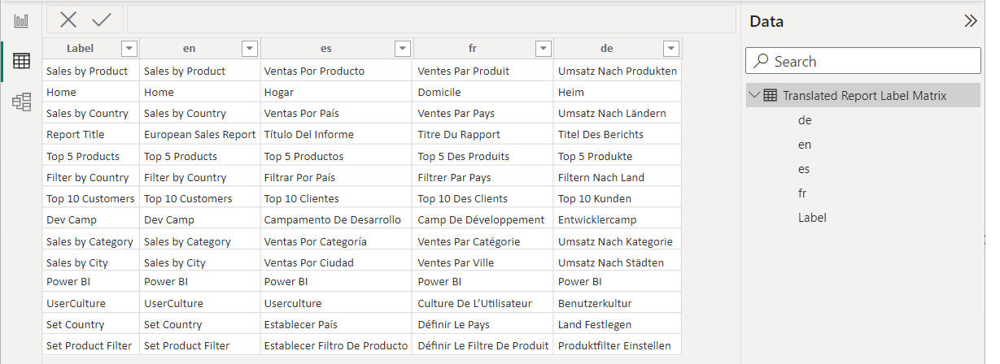 Data
Search
Label en es fr de
Sales by Product Sales by Product Ventas Por Producto Ventes Par Produit Umsatz Nach Produkten
Home Home Hogar Domicile Heim
Sales by Country Sales by Country Ventas Por País Ventes Par Pays Umsatz Nach Ländern
Report Title European Sales Report Título Del Informe Titre Du Rapport Titel Des Berichts
Top 5 Products Top 5 Products Top 5 Productos Top 5 Des Produits Top 5 Produkte
Filter by Country Filter by Country Filtrar Por País Filtrer Par Pays Filtern Nach Land
Top 10 Customers Top 10 Customers Top 10 Clientes Top 10 Des Clients Top 10 Kunden
Dev Camp Dev Camp Campamento De Desarrollo Camp De Développement Entwicklercamp
Sales by Category Sales by Category Ventas Por Categoría Ventes Par Catégorie Umsatz Nach Kategorie
Sales by City Sales by City Ventas Por Ciudad Ventes Par Ville Umsatz Nach Städten
Power BI Power BI Power BI Power BI Power BI
UserCulture UserCulture Userculture Culture De L’Utilisateur Benutzerkultur
Set Country Set Country Establecer País Définir Le Pays Land Festlegen
Set Product Filter Set Product Filter Establecer Filtro De Producto Définir Le Filtre De Produit Produktfilter Einstellen
Translated Report Label Matrix
de
en
es
fr
Label